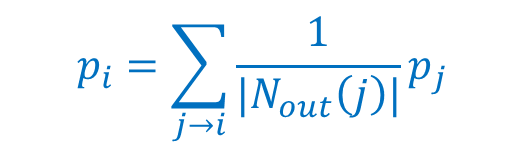 p_i = \sum_{j \to i} \frac{1}{|N_{out}(j)|} p_j